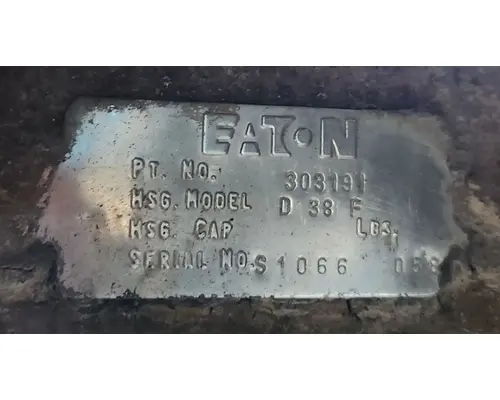 EATON
PT. NO. 303191
HSG. MODEL D 38 F
HSG. CAP LBS.
SERIAL NO. S1066